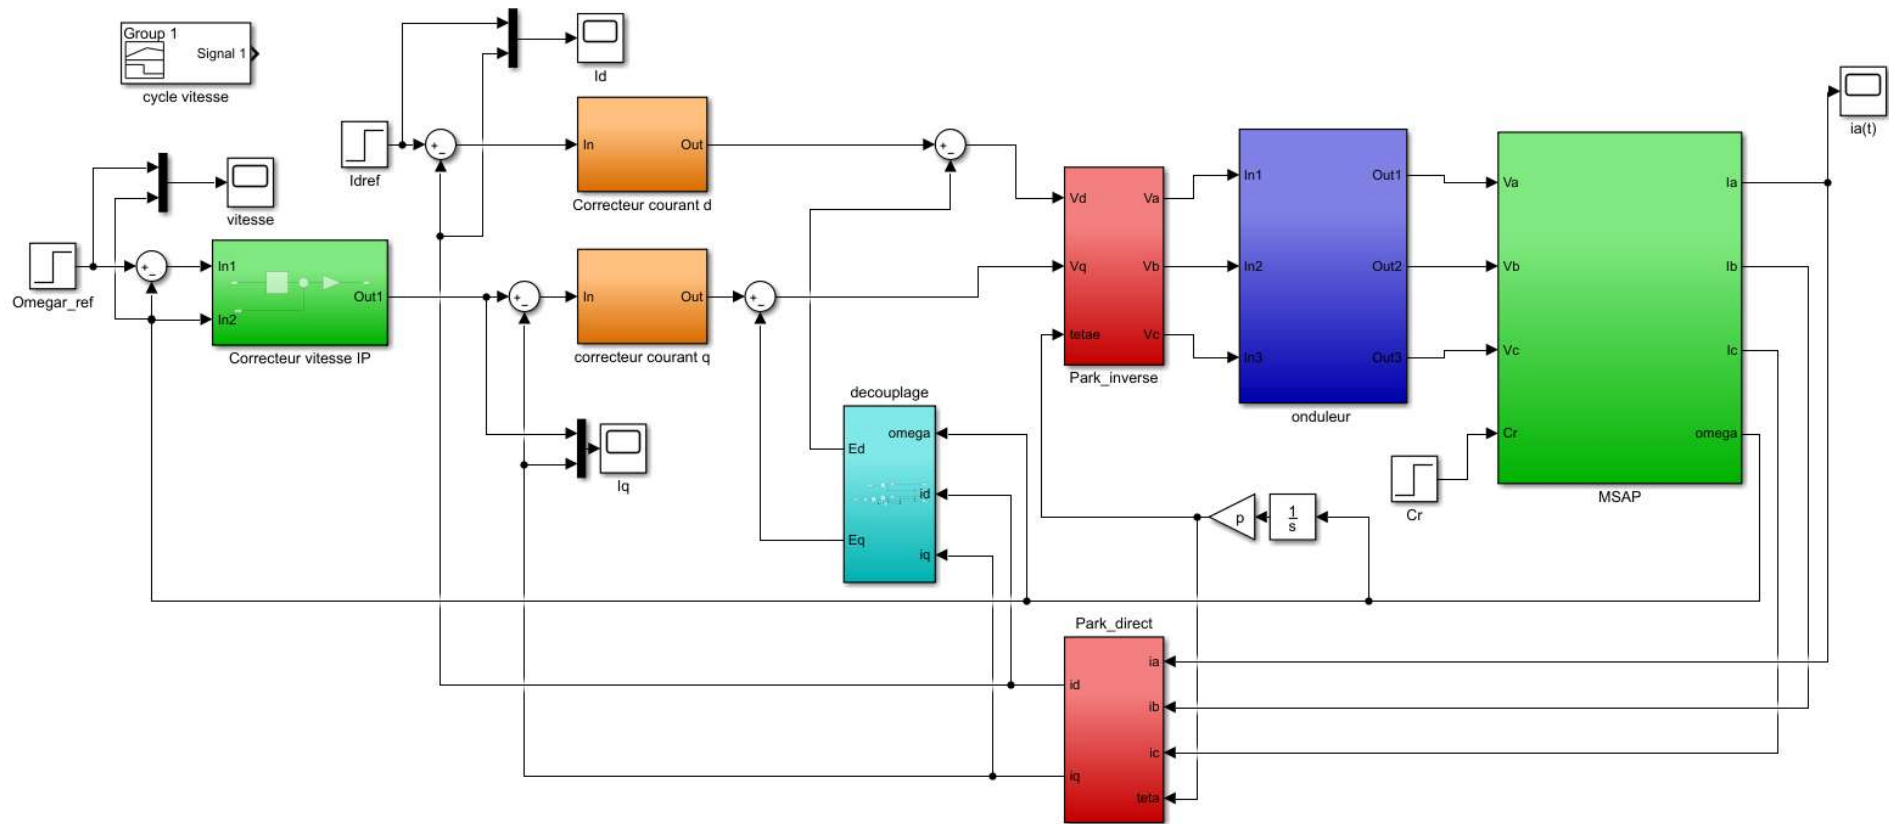 Group 1
Signal 1
cycle vitesse
Id
Idref
+
-
In
Out
Correcteur courant d
+
-
ia(t)
vitesse
Omegar_ref
+
-
In1
In2
Out1
Correcteur vitesse IP
+
-
In
Out
correcteur courant q
+
-
Iq
decouplage
omega
Ed
id
Eq
iq
Vd
Va
Vq
Vb
tetae
Vc
Park_inverse
In1
Out1
In2
Out2
In3
Out3
onduleur
Va
Ia
Vb
Ib
Vc
Ic
Cr
omega
MSAP
Cr
p
1
s
Park_direct
ia
id
ib
ic
iq
teta